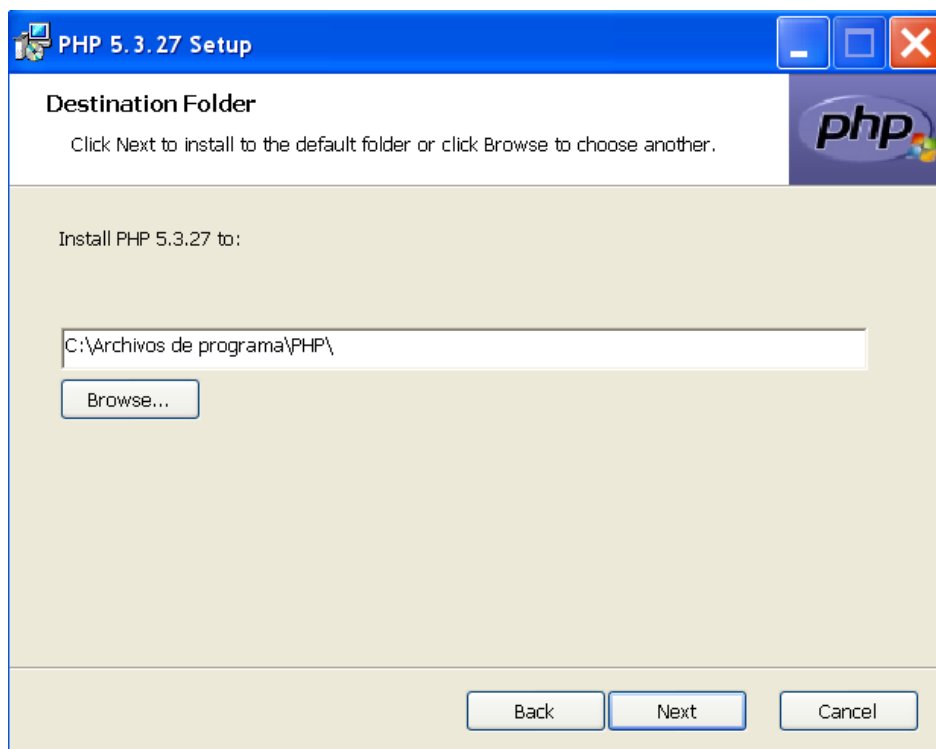 PHP 5.3.27 Setup
Destination Folder
Click Next to install to the default folder or click Browse to choose another.
php
Install PHP 5.3.27 to:
C:\Archivos de programa\PHP\
Browse...
Back
Next
Cancel